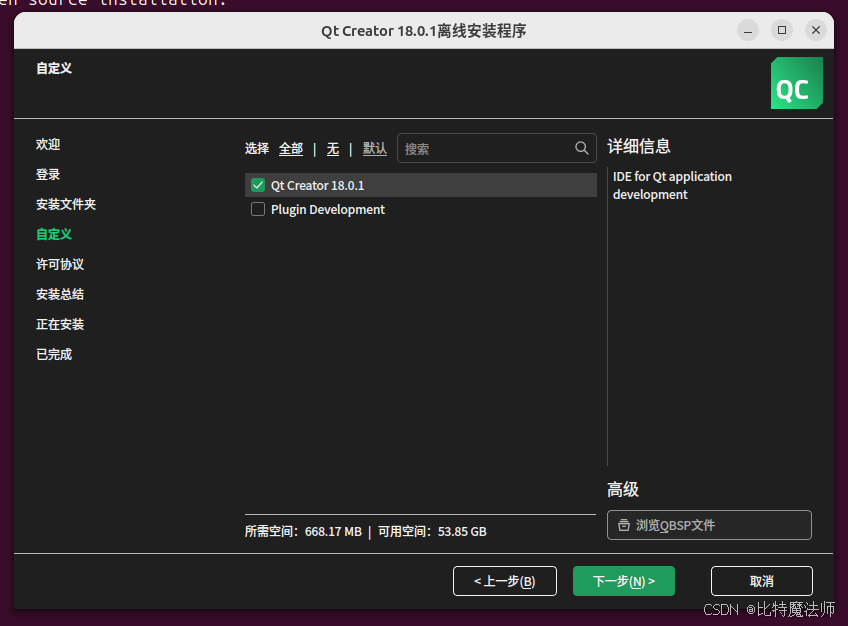 en source installation.
Qt Creator 18.0.1离线安装程序
自定义
QC
欢迎
登录
安装文件夹
自定义
许可协议
安装总结
正在安装
已完成
选择 全部 | 无 | 默认 搜索
Qt Creator 18.0.1
Plugin Development
所需空间：668.17 MB | 可用空间：53.85 GB
详细信息
IDE for Qt application
development
高级
浏览QBSP文件
< 上一步(B)
下一步(N) >
取消
CSDN @比特魔法师